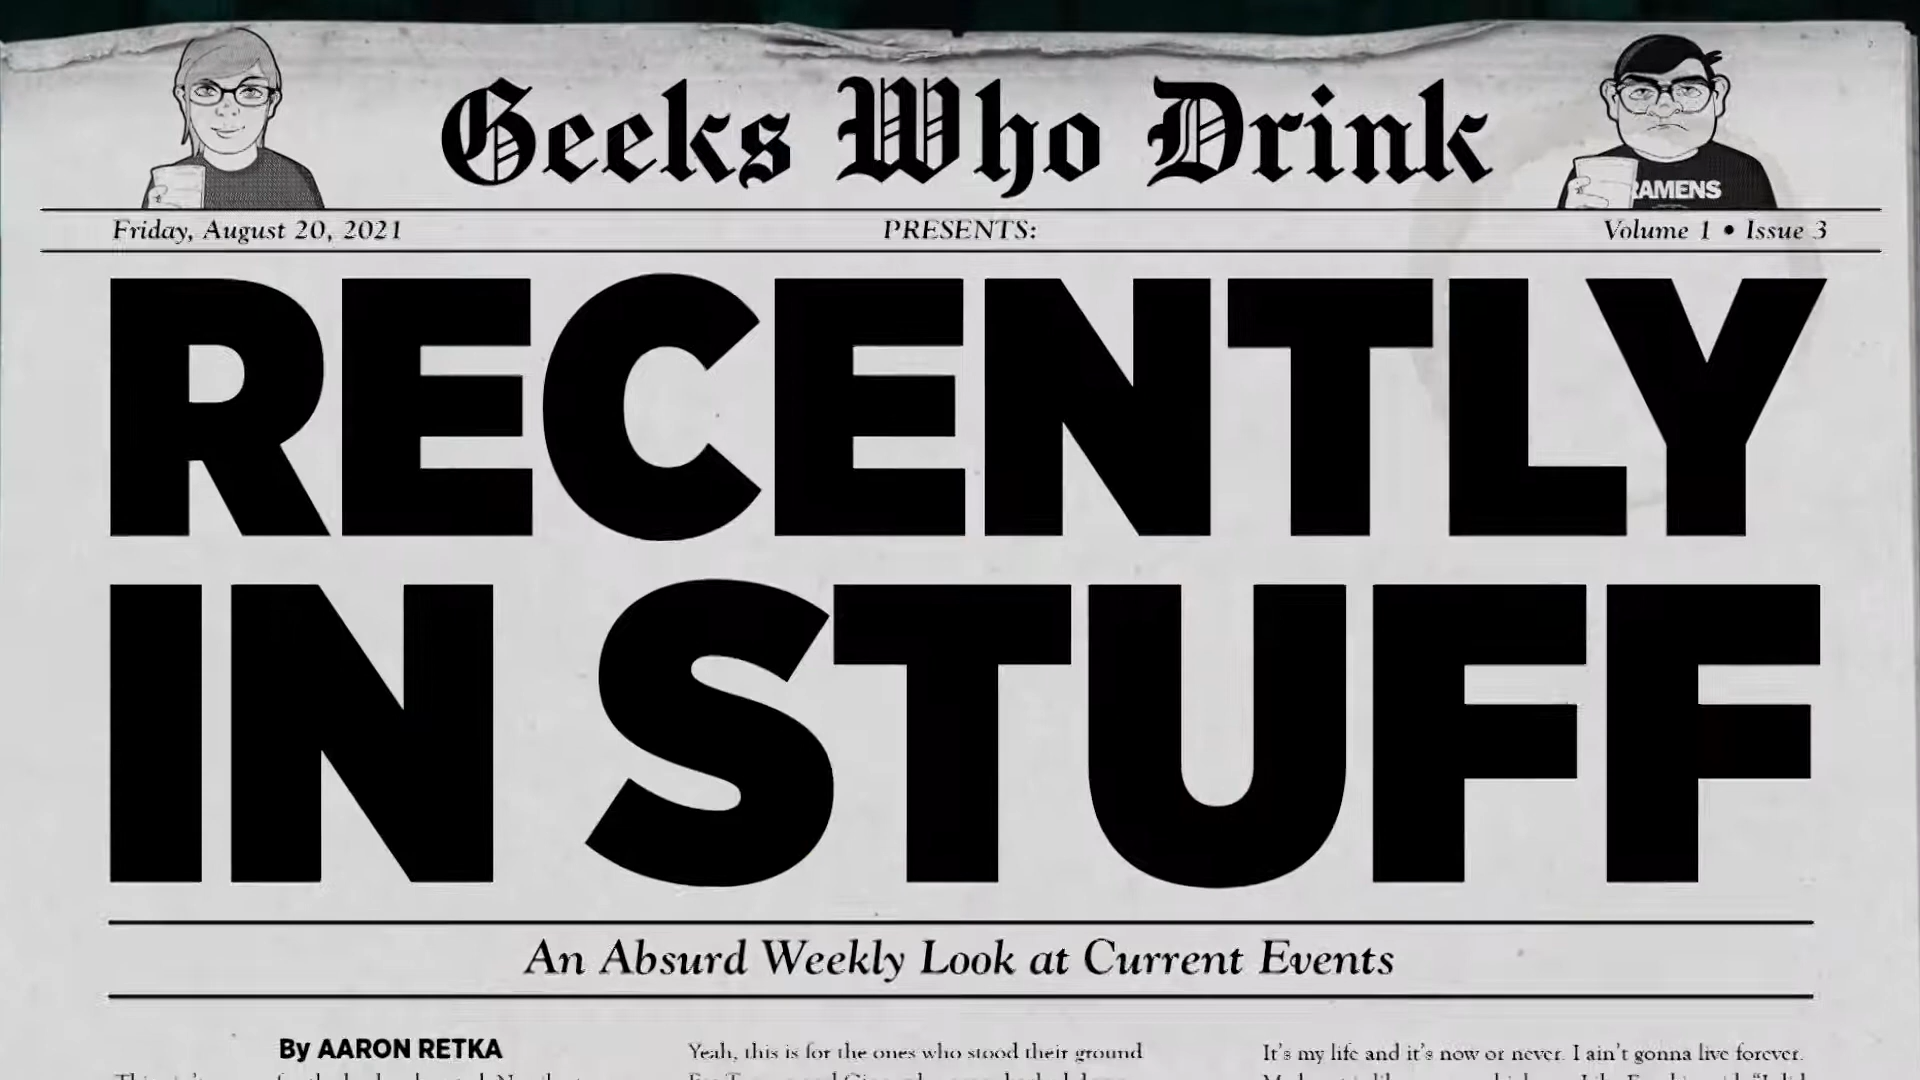 Geeks Who Drink
RAMENS
Friday, August 20, 2021
PRESENTS:
Volume 1 • Issue 3
RECENTLY
IN STUFF
An Absurd Weekly Look at Current Events
By AARON RETKA
Yeah, this is for the ones who stood their ground
It's my life and it's now or never. I ain't gonna live forever.